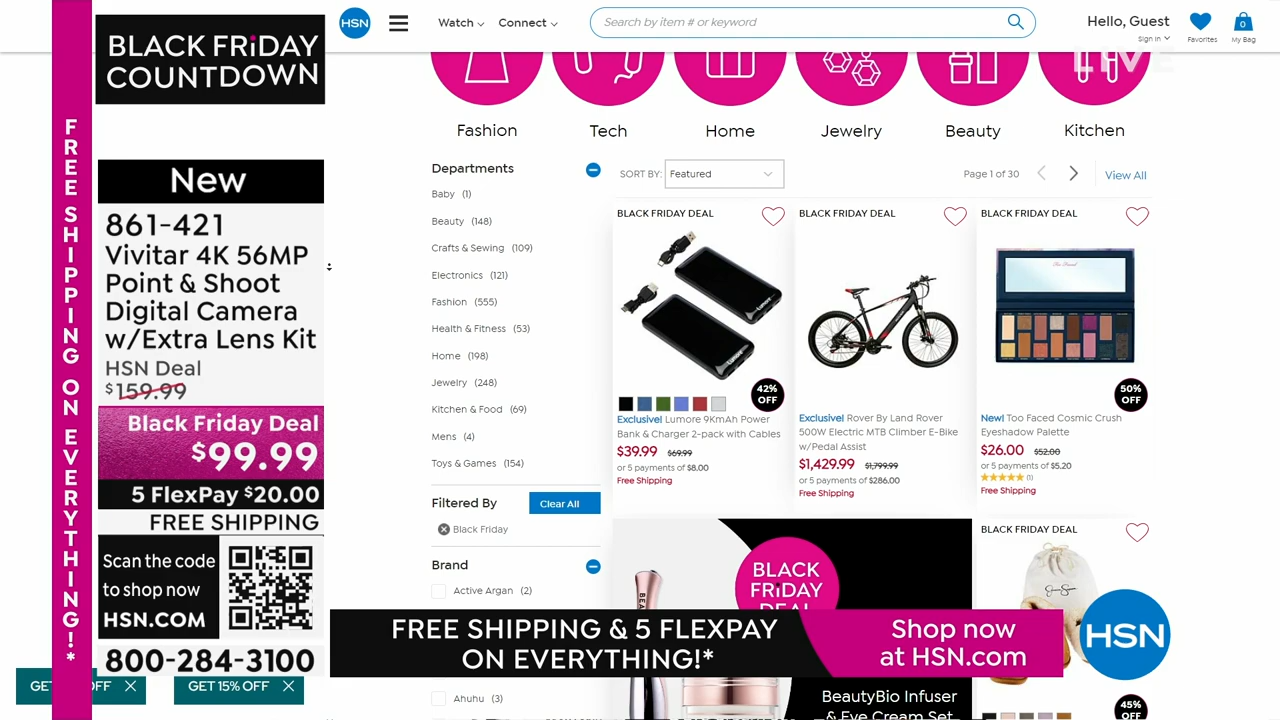 FREE SHIPPING ON EVERYTHING!*
BLACK FRiDAY
COUNTDOWN
New
861-421
Vivitar 4K 56MP
Point & Shoot
Digital Camera
w/Extra Lens Kit
HSN Deal
$159.99
Black Friday Deal
$99.99
5 FlexPay $20.00
FREE SHIPPING
Scan the code
to shop now
HSN.COM
800-284-3100
GET OFF
GET 15% OFF
HSN
Watch
Connect
Search by item # or keyword
Hello, Guest
Sign in
Favorites
0
My Bag
LIVE
Fashion
Tech
Home
Jewelry
Beauty
Kitchen
Departments
Baby (1)
Beauty (148)
Crafts & Sewing (109)
Electronics (121)
Fashion (555)
Health & Fitness (53)
Home (198)
Jewelry (248)
Kitchen & Food (69)
Mens (4)
Toys & Games (154)
Filtered By
Clear All
Black Friday
Brand
Active Argan (2)
Ahuhu (3)
SORT BY:
Featured
Page 1 of 30
View All
BLACK FRIDAY DEAL
Lumore
Lumore
42%
OFF
Exclusive! Lumore 9KmAh Power
Bank & Charger 2-pack with Cables
$39.99 $69.99
or 5 payments of $8.00
Free Shipping
BLACK FRIDAY DEAL
Exclusive! Rover By Land Rover
500W Electric MTB Climber E-Bike
w/Pedal Assist
$1,429.99 $1,799.99
or 5 payments of $286.00
Free Shipping
BLACK FRIDAY DEAL
Too Faced
50%
OFF
New! Too Faced Cosmic Crush
Eyeshadow Palette
$26.00 $52.00
or 5 payments of $5.20
(1)
Free Shipping
BLACK
FRiDAY
DEAL
BeautyBio Infuser
& Eye Cream Set
BLACK FRIDAY DEAL
45%
OFF
FREE SHIPPING & 5 FLEXPAY
ON EVERYTHING!*
Shop now
at HSN.com
HSN